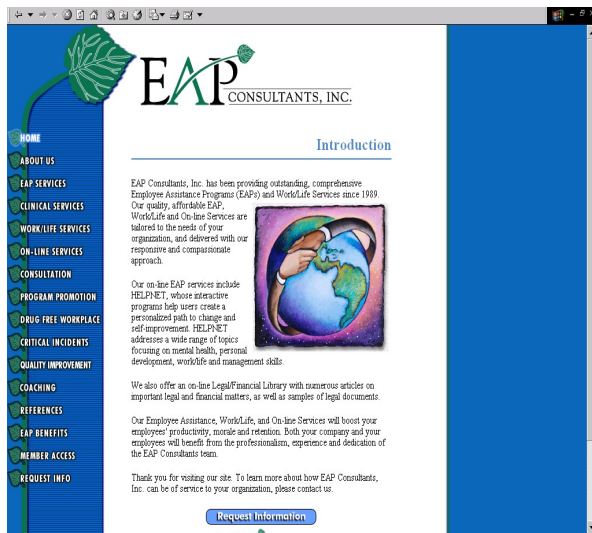 EAP
CONSULTANTS, INC.
HOME
ABOUT US
EAP SERVICES
CLINICAL SERVICES
WORK/LIFE SERVICES
ON-LINE SERVICES
CONSULTATION
PROGRAM PROMOTION
DRUG FREE WORKPLACE
CRITICAL INCIDENTS
QUALITY IMPROVEMENT
COACHING
REFERENCES
EAP BENEFITS
MEMBER ACCESS
REQUEST INFO
Introduction
EAP Consultants, Inc. has been providing outstanding, comprehensive
Employee Assistance Programs (EAPs) and Work/Life Services since 1989.
Our quality, affordable EAP,
Work/Life and On-line Services are
tailored to the needs of your
organization, and delivered with our
responsive and compassionate
approach.
Our on-line EAP services include
HELPNET, whose interactive
programs help users create a
personalized path to change and
self-improvement. HELPNET
addresses a wide range of topics
focusing on mental health, personal
development, work/life and management skills.
We also offer an on-line Legal/Financial Library with numerous articles on
important legal and financial matters, as well as samples of legal documents.
Our Employee Assistance, Work/Life, and On-line Services will boost your
employees' productivity, morale and retention. Both your company and your
employees will benefit from the professionalism, experience and dedication of
the EAP Consultants team.
Thank you for visiting our site. To learn more about how EAP Consultants,
Inc. can be of service to your organization, please contact us.
Request Information